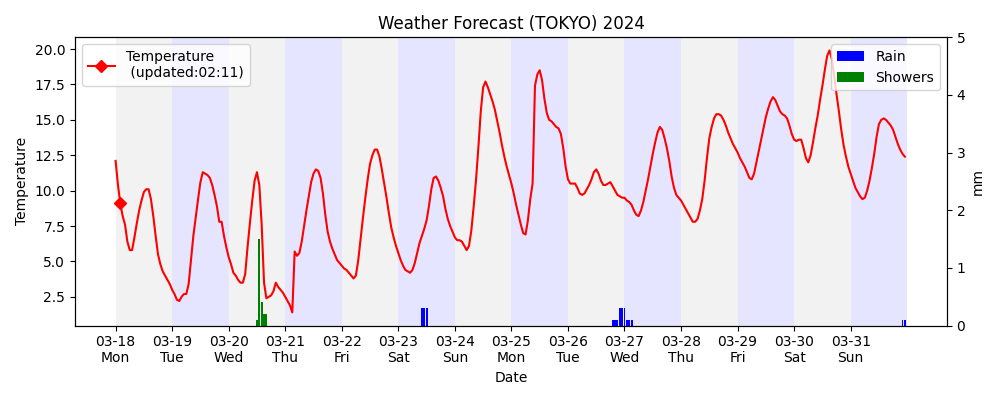 Weather Forecast (TOKYO) 2024
Temperature
(updated:02:11)
Rain
Showers
Temperature
20.0
17.5
15.0
12.5
10.0
7.5
5.0
2.5
5
4
3
2
1
0
mm
03-18 03-19 03-20 03-21 03-22 03-23 03-24 03-25 03-26 03-27 03-28 03-29 03-30 03-31
Mon Tue Wed Thu Fri Sat Sun Mon Tue Wed Thu Fri Sat Sun
Date